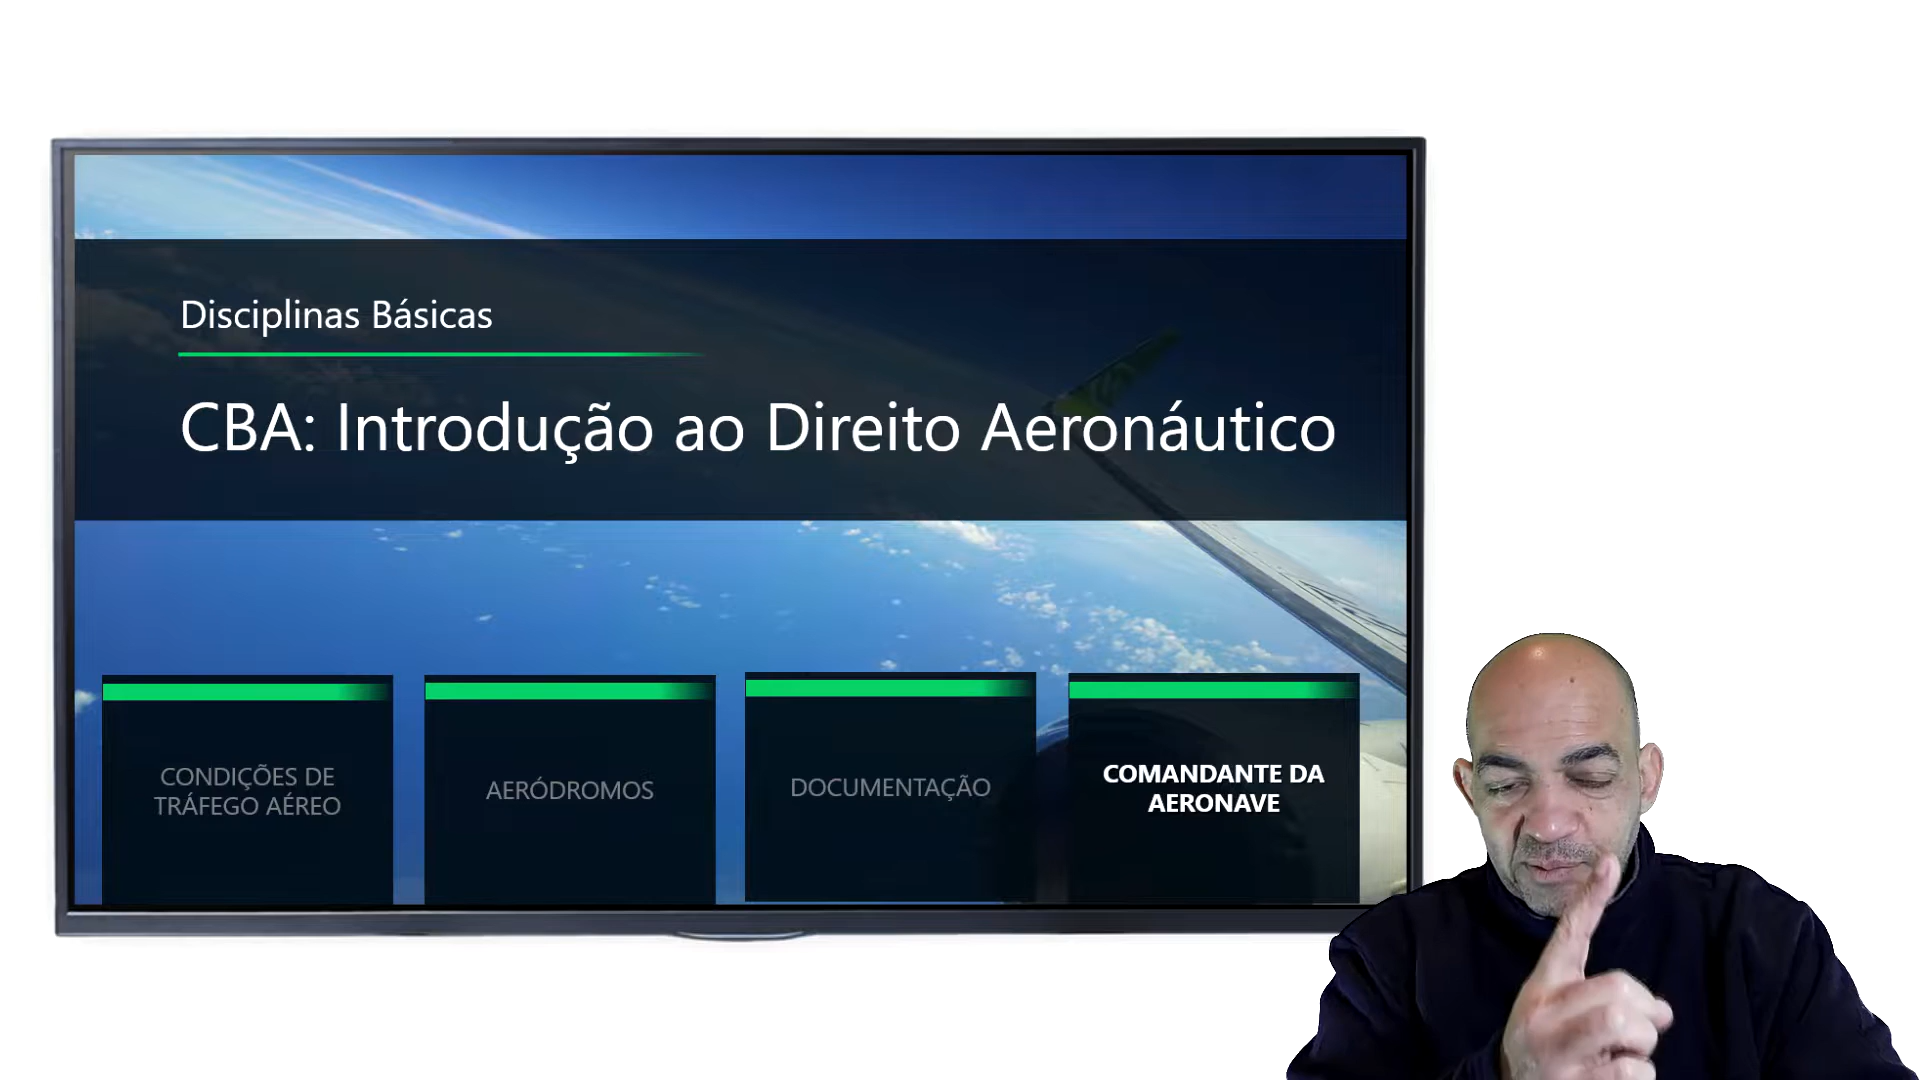 Disciplinas Básicas
CBA: Introdução ao Direito Aeronáutico
CONDIÇÕES DE
TRÁFEGO AÉREO
AERÓDROMOS
DOCUMENTAÇÃO
COMANDANTE DA
AERONAVE